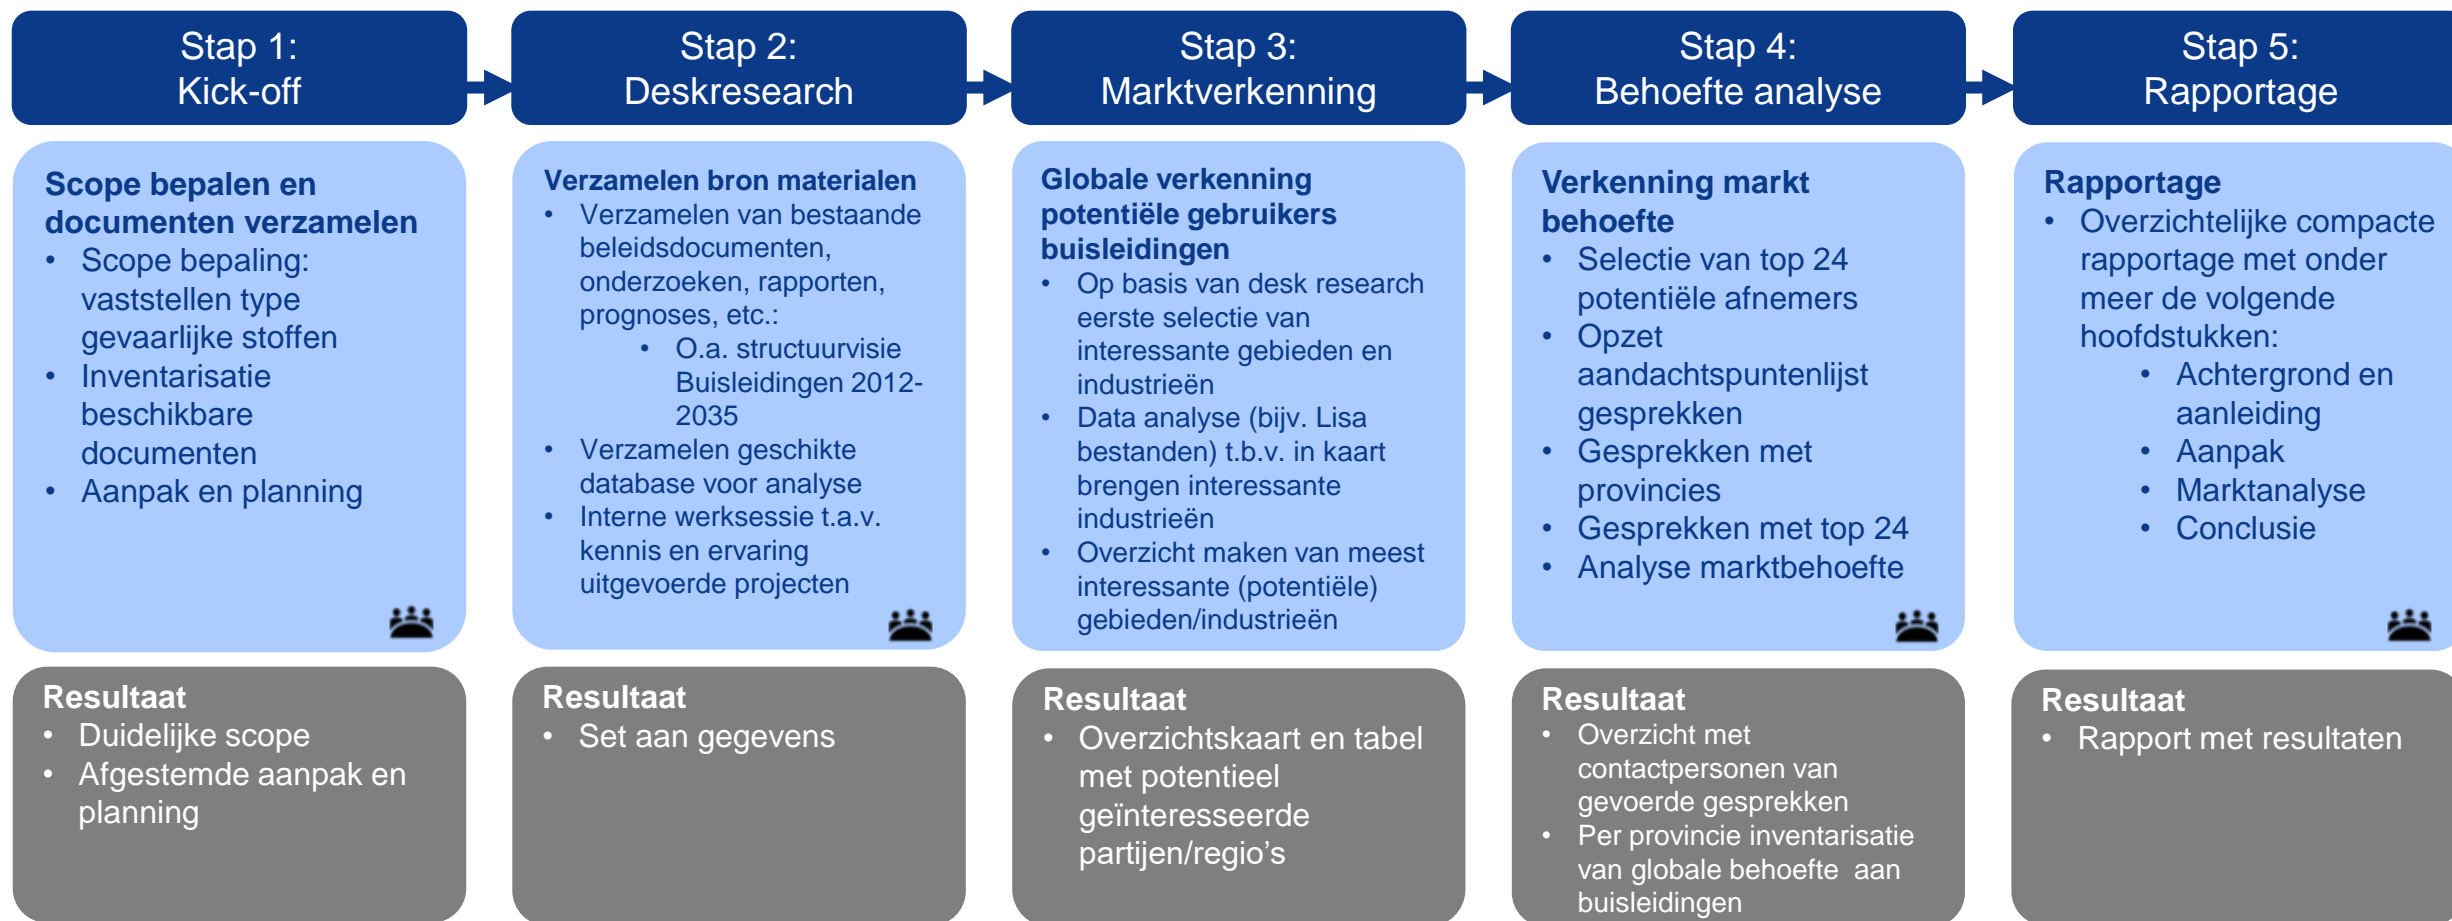 Stap 1:
Kick-off
Stap 2:
Deskresearch
Stap 3:
Marktverkenning
Stap 4:
Behoefte analyse
Stap 5:
Rapportage
Scope bepalen en
documenten verzamelen
• Scope bepaling:
vaststellen type
gevaarlijke stoffen
• Inventarisatie
beschikbare
documenten
• Aanpak en planning
Verzamelen bron materialen
• Verzamelen van bestaande
beleidsdocumenten,
onderzoeken, rapporten,
prognoses, etc.:
• O.a. structuurvisie
Buisleidingen 2012-
2035
• Verzamelen geschikte
database voor analyse
• Interne werksessie t.a.v.
kennis en ervaring
uitgevoerde projecten
Globale verkenning
potentiële gebruikers
buisleidingen
• Op basis van desk research
eerste selectie van
interessante gebieden en
industrieën
• Data analyse (bijv. Lisa
bestanden) t.b.v. in kaart
brengen interessante
industrieën
• Overzicht maken van meest
interessante (potentiële)
gebieden/industrieën
Verkenning markt
behoefte
• Selectie van top 24
potentiële afnemers
• Opzet
aandachtspuntenlijst
gesprekken
• Gesprekken met
provincies
• Gesprekken met top 24
• Analyse marktbehoefte
Rapportage
• Overzichtelijke compacte
rapportage met onder
meer de volgende
hoofdstukken:
• Achtergrond en
aanleiding
• Aanpak
• Marktanalyse
• Conclusie
Resultaat
• Duidelijke scope
• Afgestemde aanpak en
planning
Resultaat
• Set aan gegevens
Resultaat
• Overzichtskaart en tabel
met potentieel
geïnteresseerde
partijen/regio's
Resultaat
• Overzicht met
contactpersonen van
gevoerde gesprekken
• Per provincie inventarisatie
van globale behoefte  aan
buisleidingen
Resultaat
• Rapport met resultaten